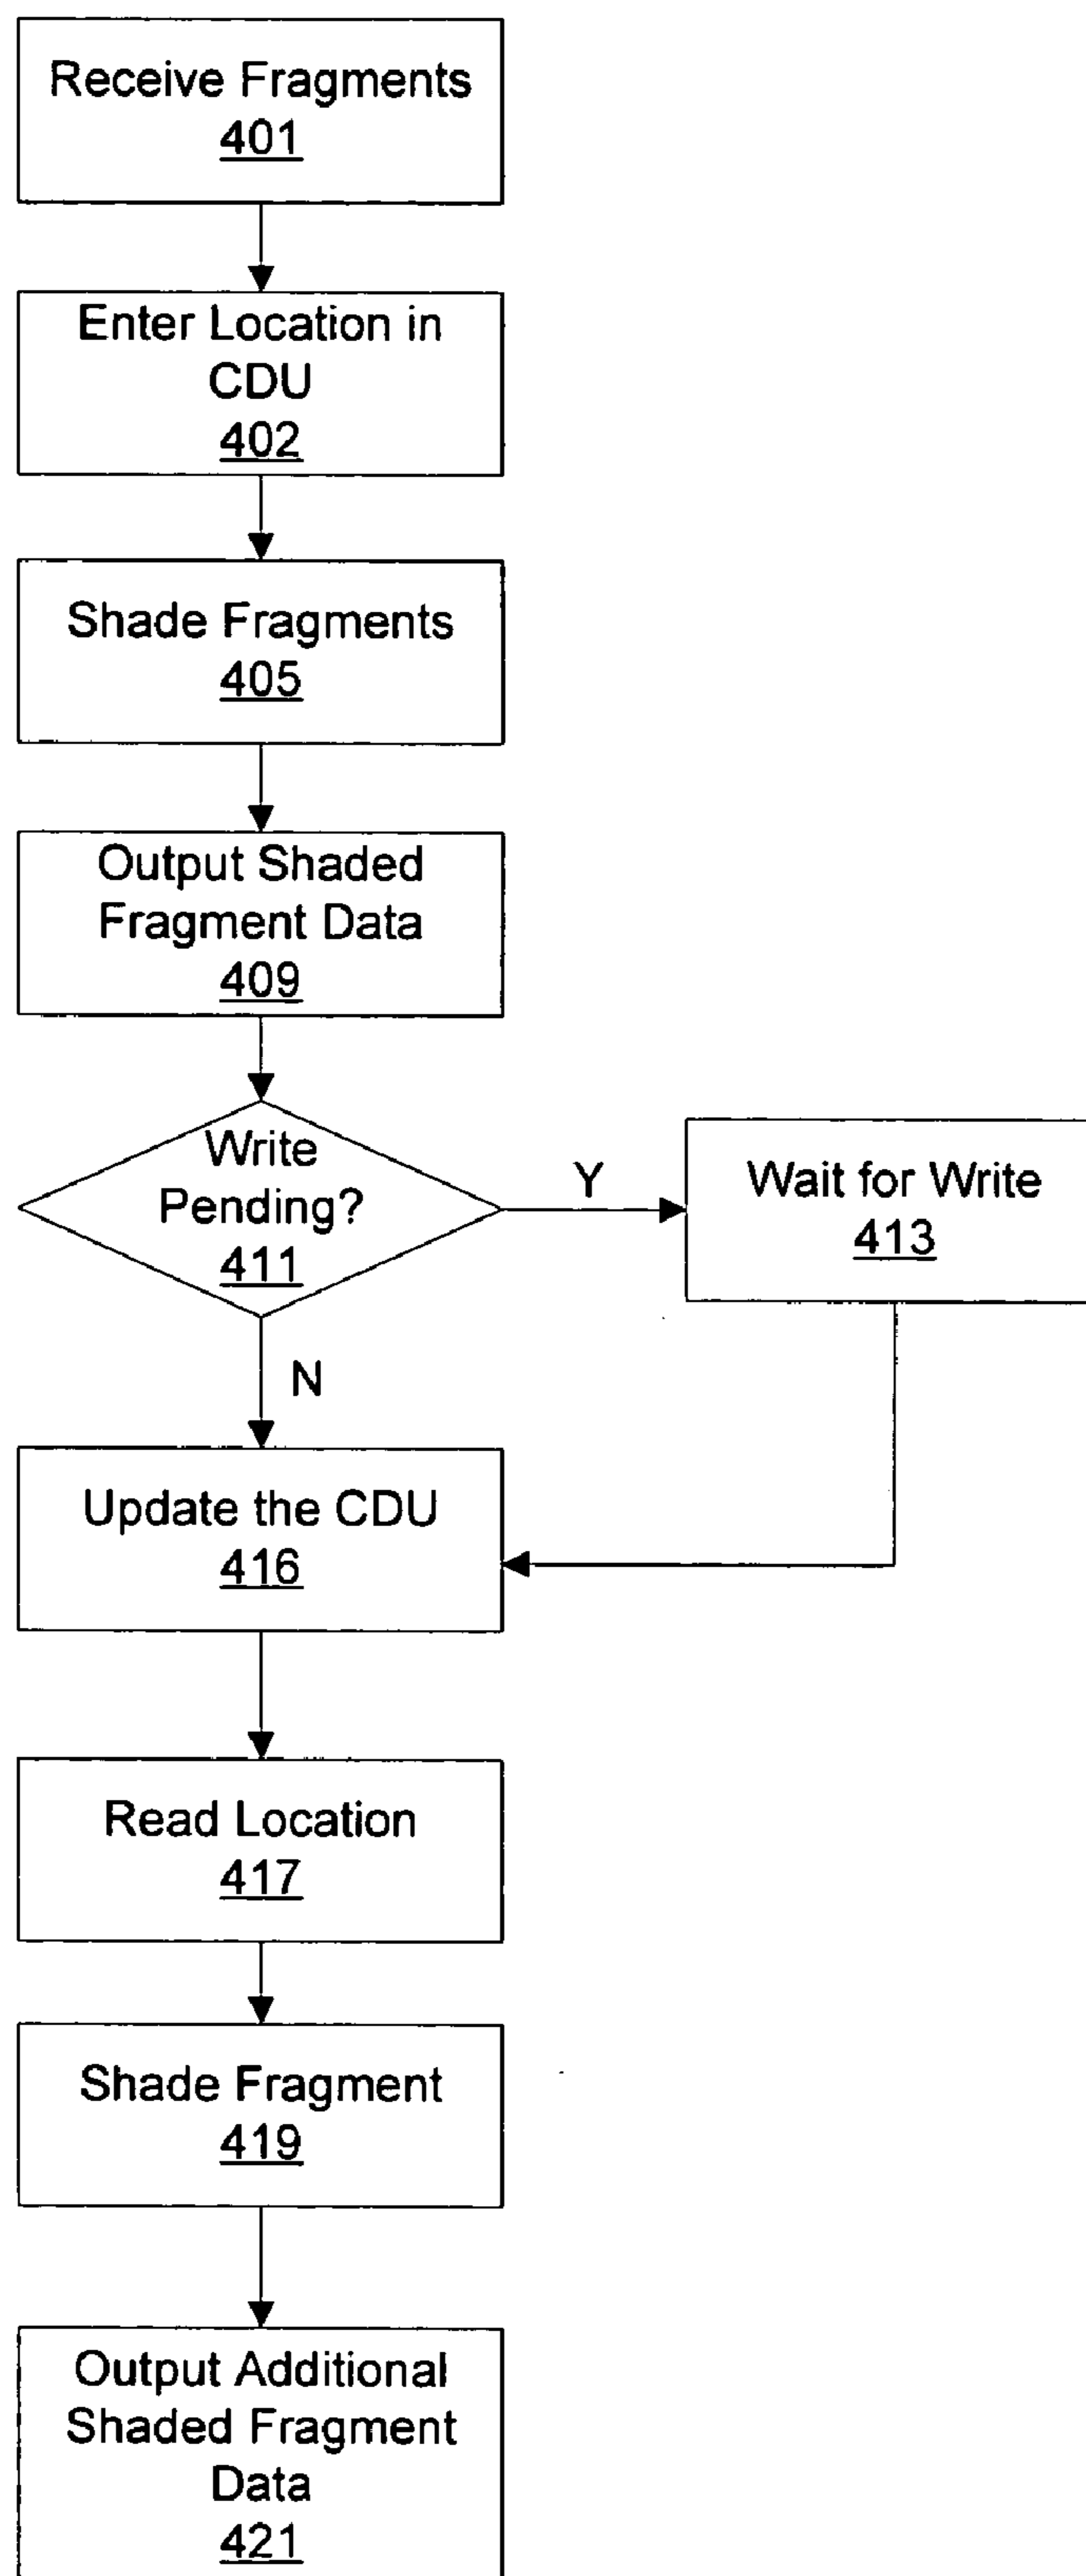 Receive Fragments
401
Enter Location in
CDU
402
Shade Fragments
405
Output Shaded
Fragment Data
409
Write
Pending?
411
Y
Wait for Write
413
N
Update the CDU
416
Read Location
417
Shade Fragment
419
Output Additional
Shaded Fragment
Data
421